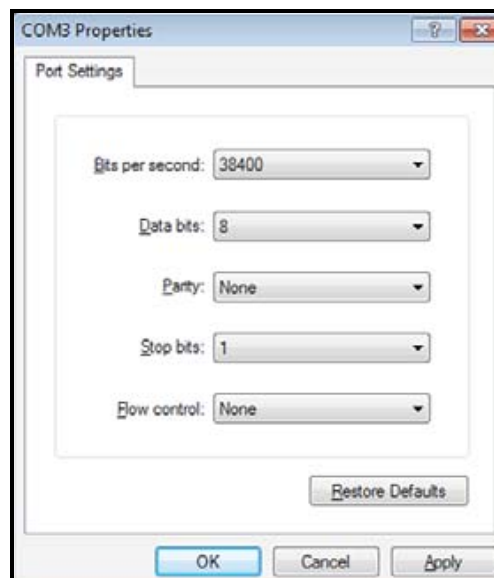 COM3 Properties
Port Settings
Bits per second: 38400
Data bits: 8
Parity: None
Stop bits: 1
Flow control: None
Restore Defaults
OK Cancel Apply